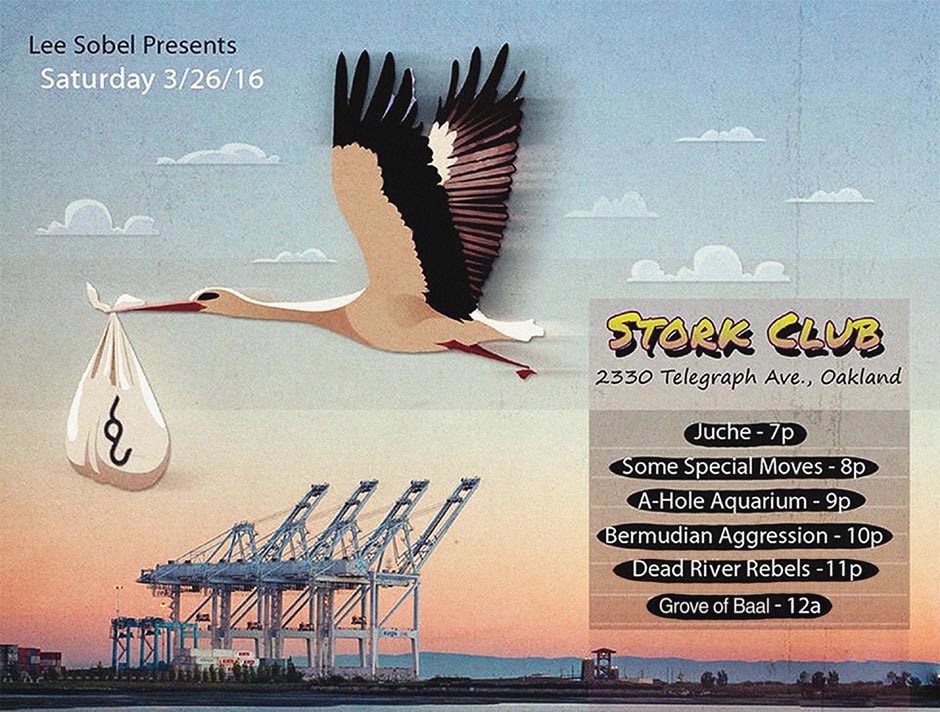 Lee Sobel Presents
Saturday 3/26/16
Stork Club
2330 Telegraph Ave., Oakland
Juche - 7p
Some Special Moves - 8p
A-Hole Aquarium - 9p
Bermudian Aggression - 10p
Dead River Rebels -11p
Grove of Baal - 12a